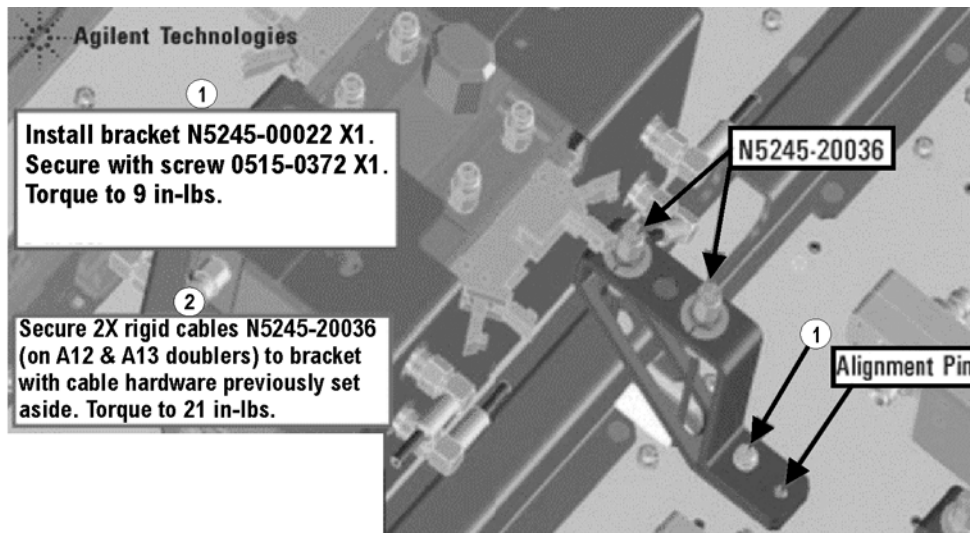 Agilent Technologies
1
Install bracket N5245-00022 X1.
Secure with screw 0515-0372 X1.
Torque to 9 in-lbs.
2
Secure 2X rigid cables N5245-20036
(on A12 & A13 doublers) to bracket
with cable hardware previously set
aside. Torque to 21 in-lbs.
N5245-20036
1
Alignment Pin